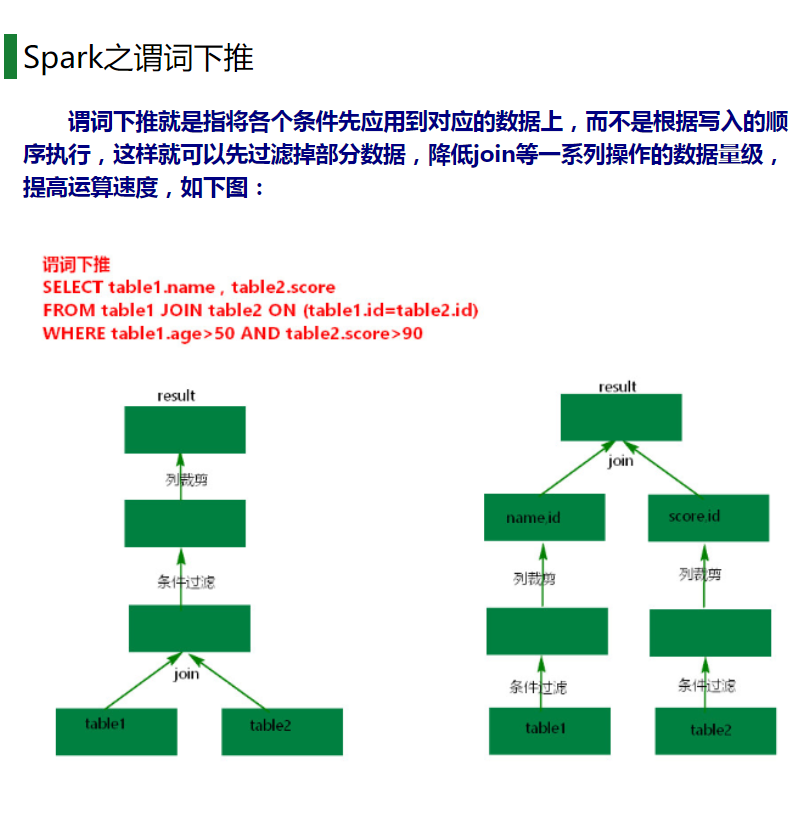 Spark之谓词下推
谓词下推就是指将各个条件先应用到对应的数据上，而不是根据写入的顺
序执行，这样就可以先过滤掉部分数据，降低join等一系列操作的数据量级，
提高运算速度，如下图：
谓词下推
SELECT table1.name , table2.score
FROM table1 JOIN table2 ON (table1.id=table2.id)
WHERE table1.age>50 AND table2.score>90
result
列裁剪
条件过滤
join
table1
table2
result
join
name,id
score,id
列裁剪
列裁剪
条件过滤
条件过滤
table1
table2